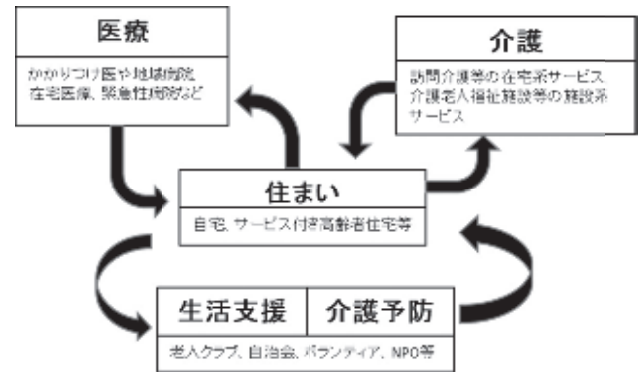 医療
かかりつけ医や地域病院
在宅医療、緊急性病院など
介護
訪問介護等の在宅系サービス
介護老人福祉施設等の施設系
サービス
住まい
自宅、サービス付き高齢者住宅等
生活支援
介護予防
老人クラブ、自治会、バランティア、NPO等